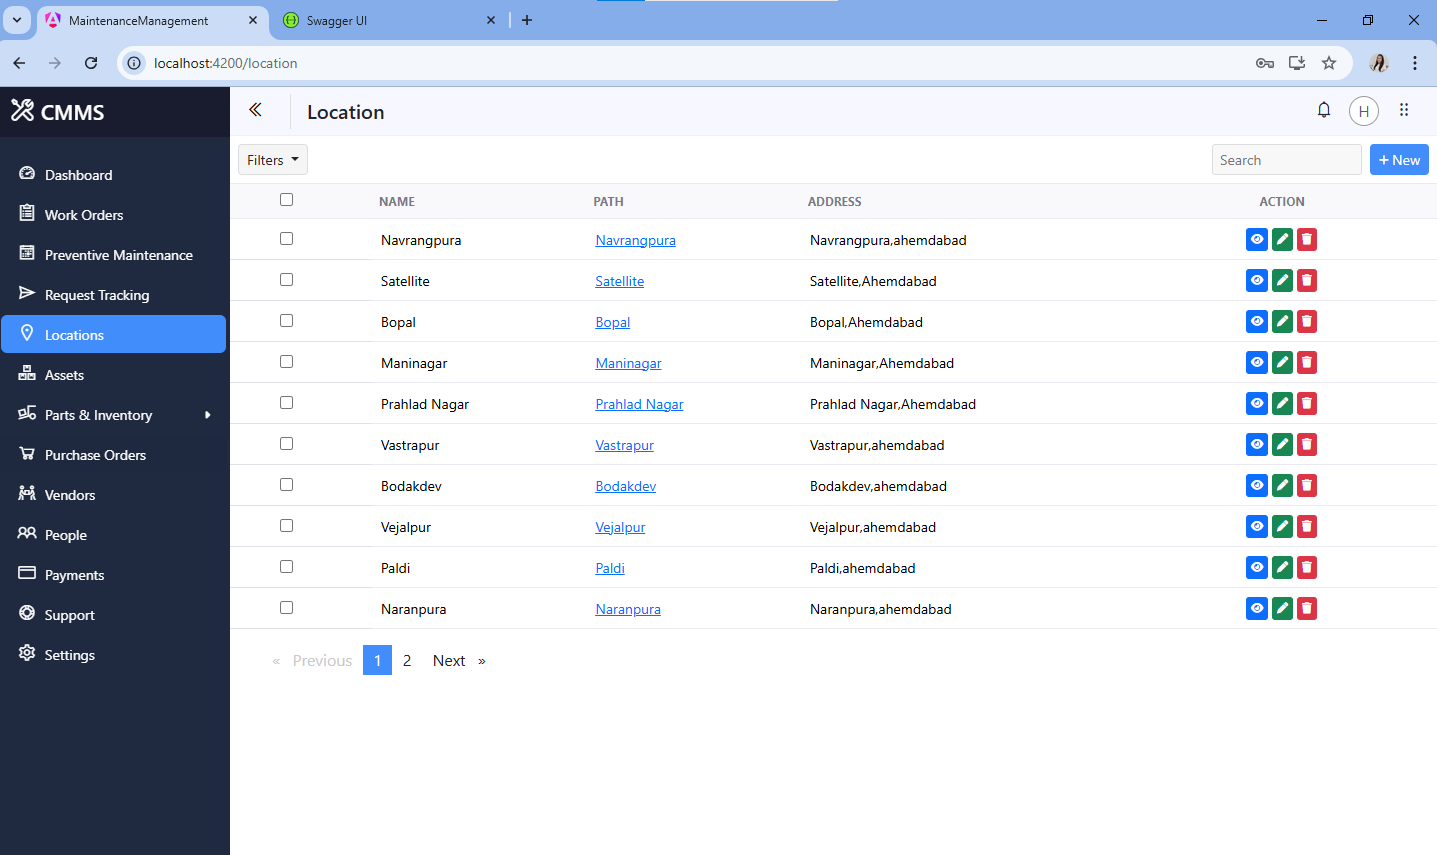 MaintenanceManagement
Swagger UI
localhost:4200/location
CMMS
Location
H
Dashboard
Work Orders
Preventive Maintenance
Request Tracking
Locations
Assets
Parts & Inventory
Purchase Orders
Vendors
People
Payments
Support
Settings
Filters
Search
+ New
NAME PATH ADDRESS ACTION
Navrangpura Navrangpura Navrangpura,ahemdabad
Satellite Satellite Satellite,Ahemdabad
Bopal Bopal Bopal,Ahemdabad
Maninagar Maninagar Maninagar,Ahemdabad
Prahlad Nagar Prahlad Nagar Prahlad Nagar,Ahemdabad
Vastrapur Vastrapur Vastrapur,ahemdabad
Bodakdev Bodakdev Bodakdev,ahemdabad
Vejalpur Vejalpur Vejalpur,ahemdabad
Paldi Paldi Paldi,ahemdabad
Naranpura Naranpura Naranpura,ahemdabad
« Previous 1 2 Next »